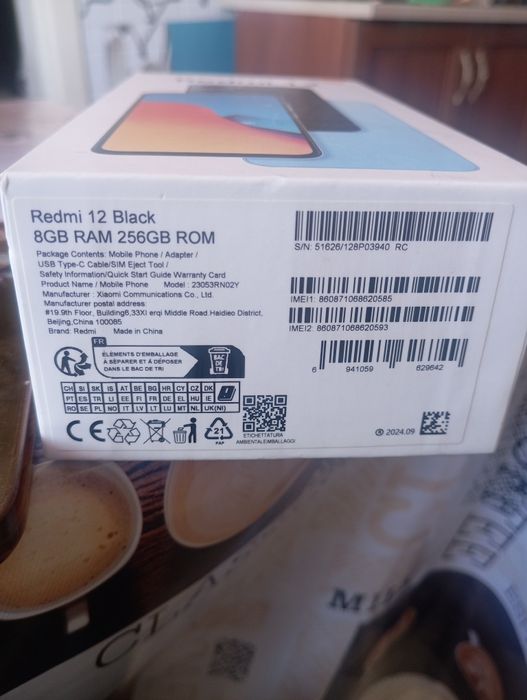 Redmi 12 Black
8GB RAM 256GB ROM
Package Contents: Mobile Phone / Adapter /
USB Type-C Cable/SIM Eject Tool /
Safety Information/Quick Start Guide Warranty Card
Product Name / Mobile Phone Model : 23053RN02Y
Manufacturer : Xiaomi Communications Co., Ltd.
Manufacturer postal address:
#19.9th Floor, Building6,33XI erqi Middle Road.Haidieo District,
Beijing,China 100085
Brand: Redmi Made in China
S/N: 51626/128P03940 RC
IMEI1: 860871068620585
IMEI2 860871068620593
6 941059 629642
FR
ÉLÉMENTS D'EMBALLAGE
À SÉPARER ET À DÉPOSER
DANS LE BAC DE TRI
BAC
DE
TRI
CH SI SK IS AT BE BG HR CY CZ DK
PT ES TR LI EE FI FR DE EL HU IE
RO SE PL NO IT LV LT LU MT NL UK(NI)
CE
21
PAP
ETICHETTATURA
AMBIENTALEIMBALLAGGI
2024.09